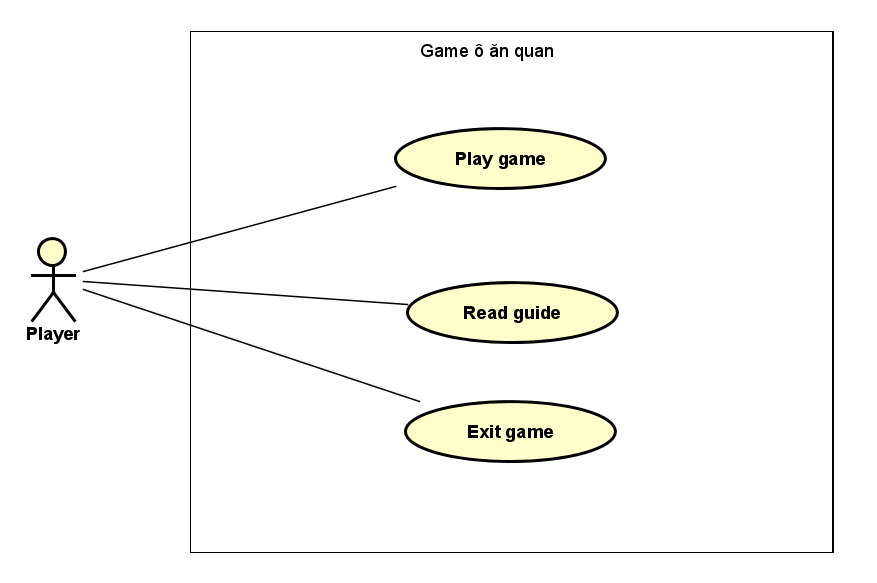 Game ô ăn quan
Play game
Read guide
Player
Exit game